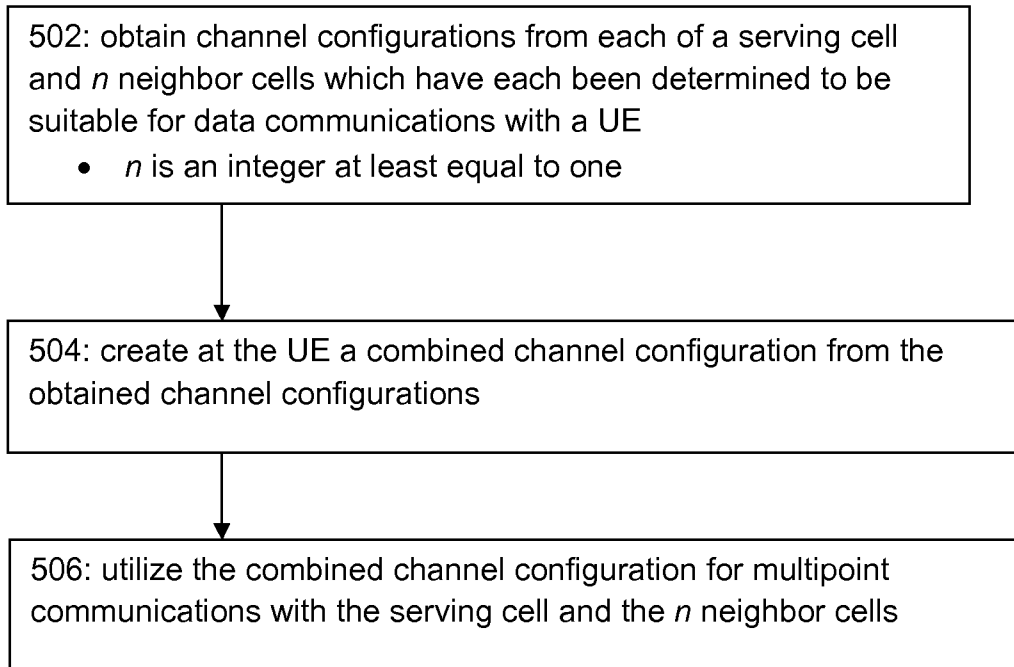 502: obtain channel configurations from each of a serving cell
and n neighbor cells which have each been determined to be
suitable for data communications with a UE
• n is an integer at least equal to one
504: create at the UE a combined channel configuration from the
obtained channel configurations
506: utilize the combined channel configuration for multipoint
communications with the serving cell and the n neighbor cells